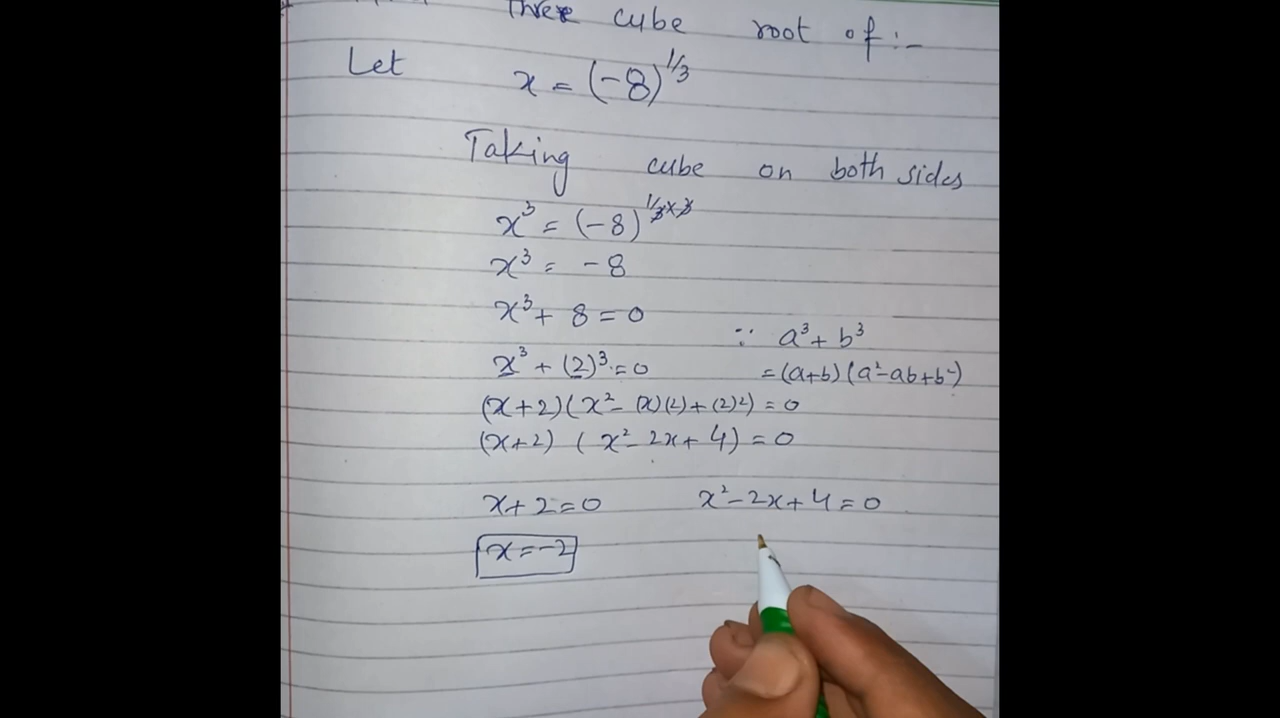 Three cube root of :-
Let x = (-8)^1/3
Taking cube on both sides
x³ = (-8)^1/3×3
x³ = -8
x³ + 8 = 0
∵ a³ + b³
x³ + (2)³ = 0
= (a+b)(a²-ab+b²)
(x+2)(x² - (x)(2) + (2)²) = 0
(x+2) (x² - 2x + 4) = 0
x + 2 = 0 x² - 2x + 4 = 0
x = -2